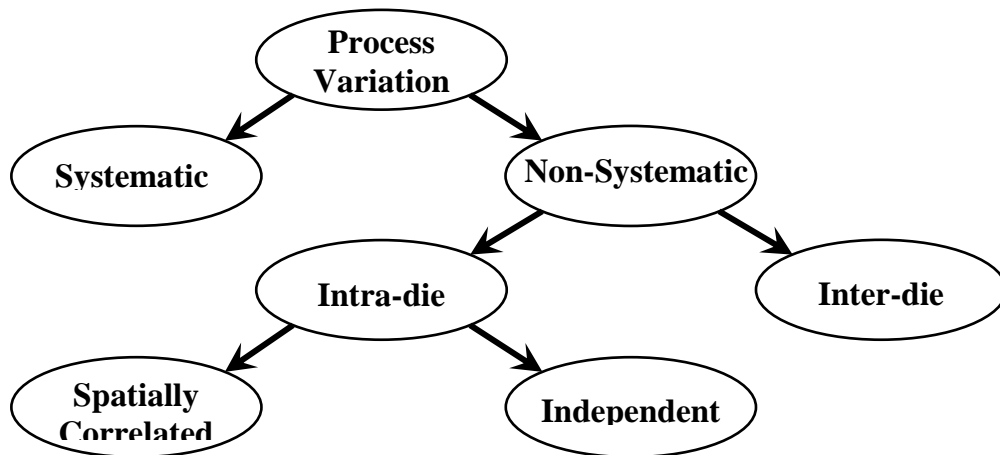 Process
Variation
Systematic
Non-Systematic
Intra-die
Inter-die
Spatially
Correlated
Independent